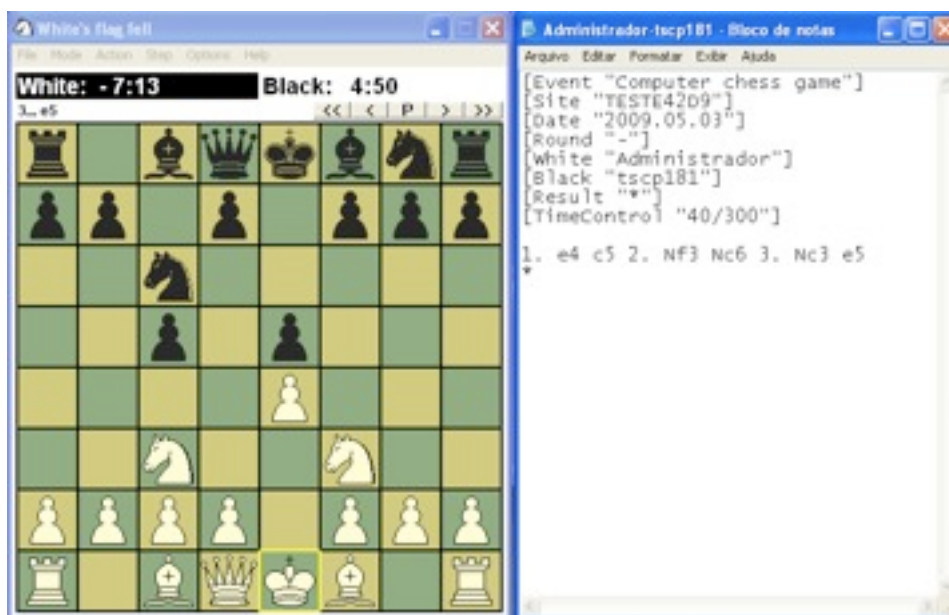 White's flag fell
File Mode Action Step Options Help
White: -7:13 Black: 4:50
3... e5
<< < P > >>
Administrador-tscp181 - Bloco de notas
Arquivo Editar Formatar Exibir Ajuda
[Event "Computer chess game"]
[Site "TESTE42D9"]
[Date "2009.05.03"]
[Round "-"]
[White "Administrador"]
[Black "tscp181"]
[Result "*"]
[TimeControl "40/300"]
1. e4 c5 2. Nf3 Nc6 3. Nc3 e5
*